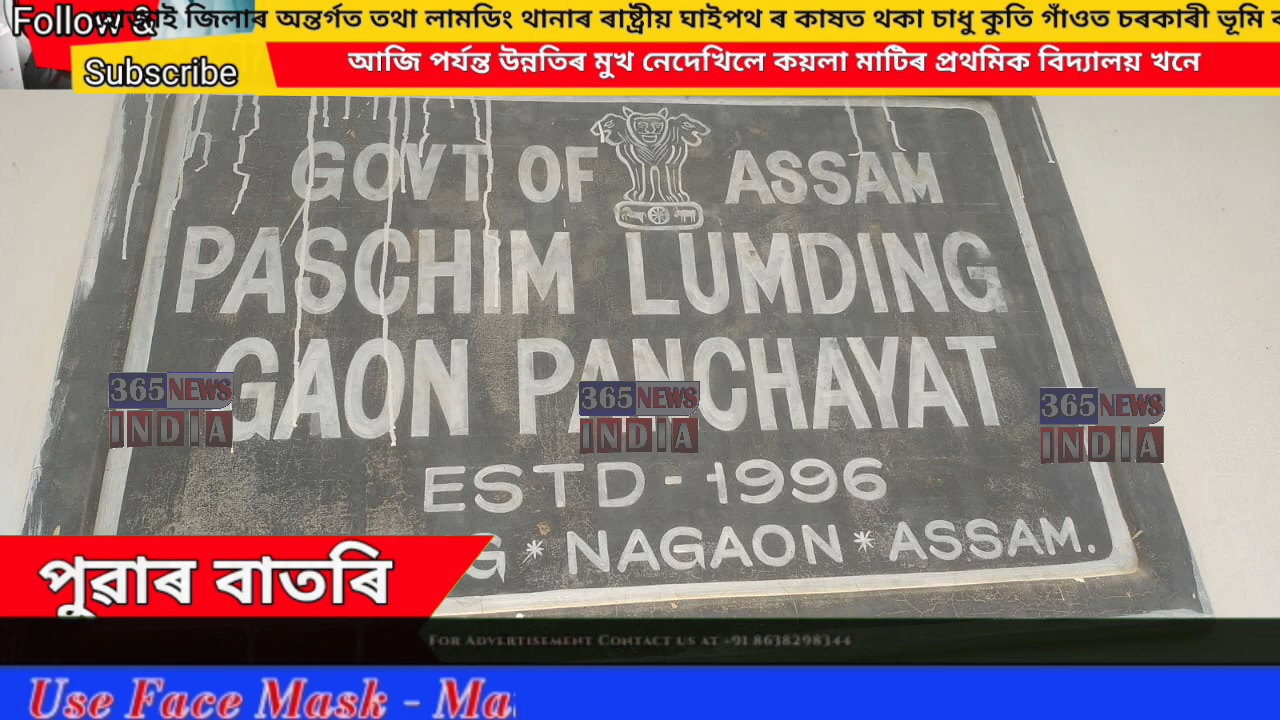 Follow &
জিলাৰ অন্তৰ্গত তথা লামডিং থানাৰ ৰাষ্ট্ৰীয় ঘাইপথ ৰ কাষত থকা চাধু কুতি গাঁওত চৰকাৰী ভূমি
Subscribe
আজি পৰ্যন্ত উন্নতিৰ মুখ নেদেখিলে কয়লা মাটিৰ প্ৰথমিক বিদ্যালয় খনে
GOVT OF ASSAM
PASCHIM LUMDING
GAON PANCHAYAT
365 NEWS INDIA
365 NEWS INDIA
365 NEWS INDIA
ESTD-1996
G * NAGAON * ASSAM.
পুৱাৰ বাতৰি
FOR ADVERTISEMENT CONTACT US AT +91 8638298344
Use Face Mask - Ma